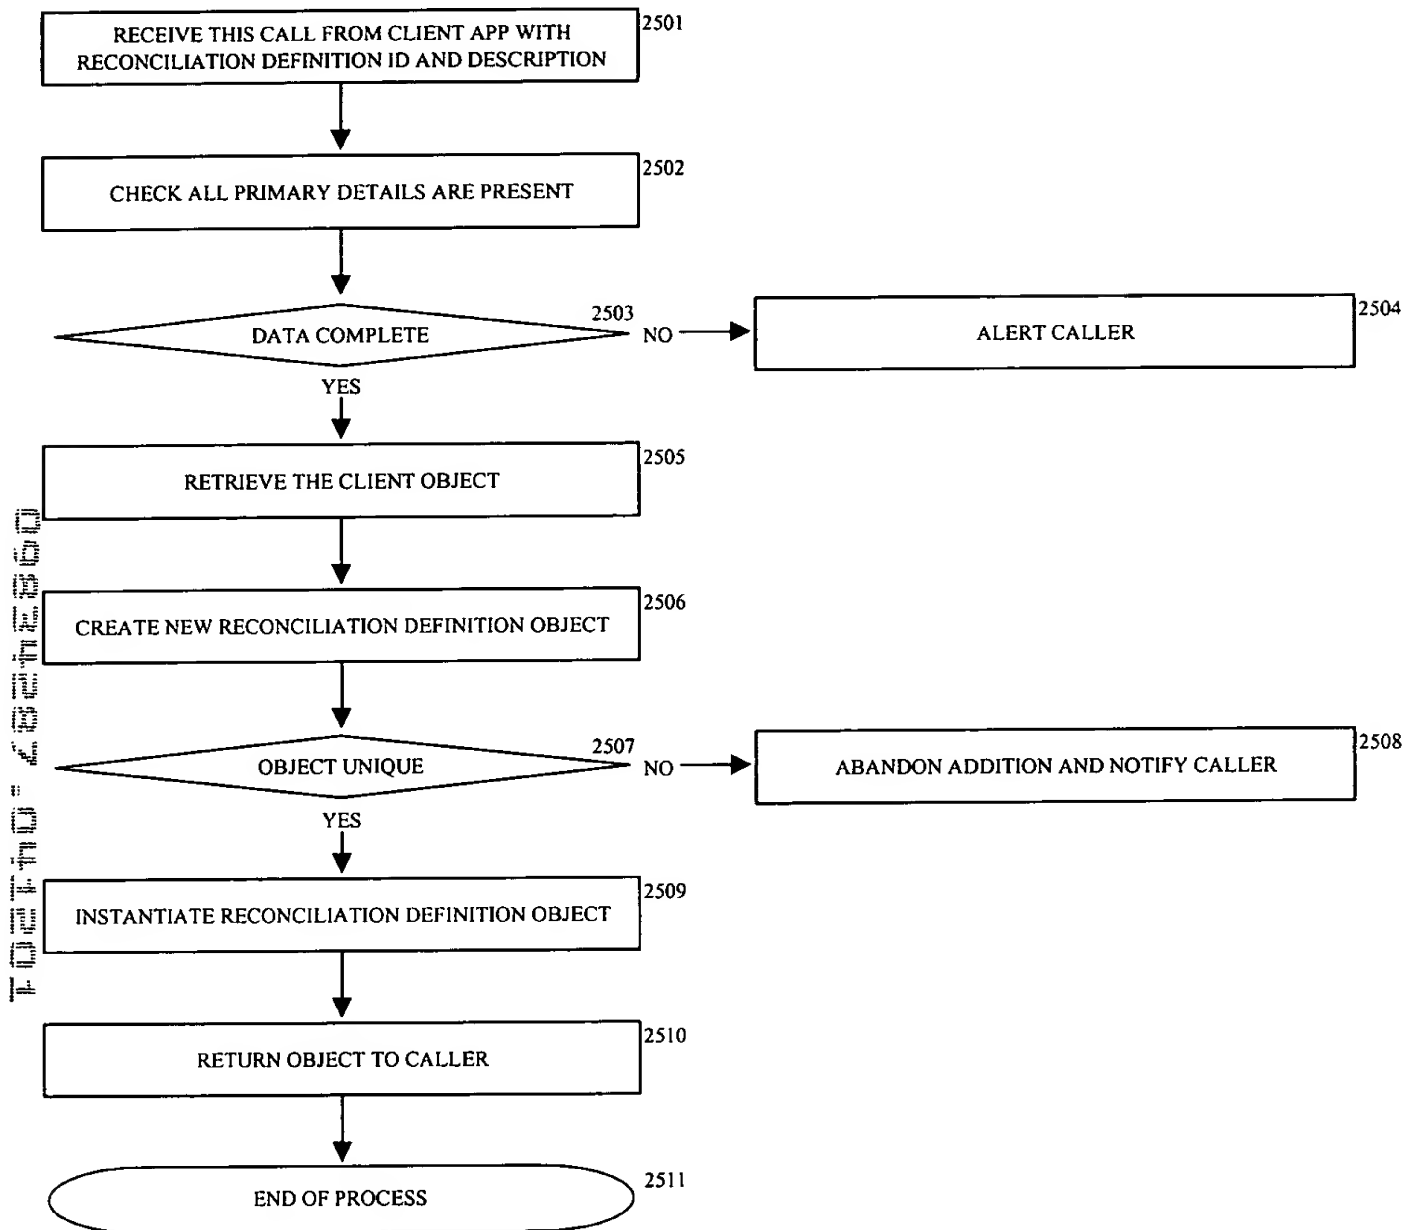 RECEIVE THIS CALL FROM CLIENT APP WITH
RECONCILIATION DEFINITION ID AND DESCRIPTION
2501
CHECK ALL PRIMARY DETAILS ARE PRESENT
2502
DATA COMPLETE
2503
NO
ALERT CALLER
2504
YES
RETRIEVE THE CLIENT OBJECT
2505
CREATE NEW RECONCILIATION DEFINITION OBJECT
2506
OBJECT UNIQUE
2507
NO
ABANDON ADDITION AND NOTIFY CALLER
2508
YES
INSTANTIATE RECONCILIATION DEFINITION OBJECT
2509
RETURN OBJECT TO CALLER
2510
END OF PROCESS
2511